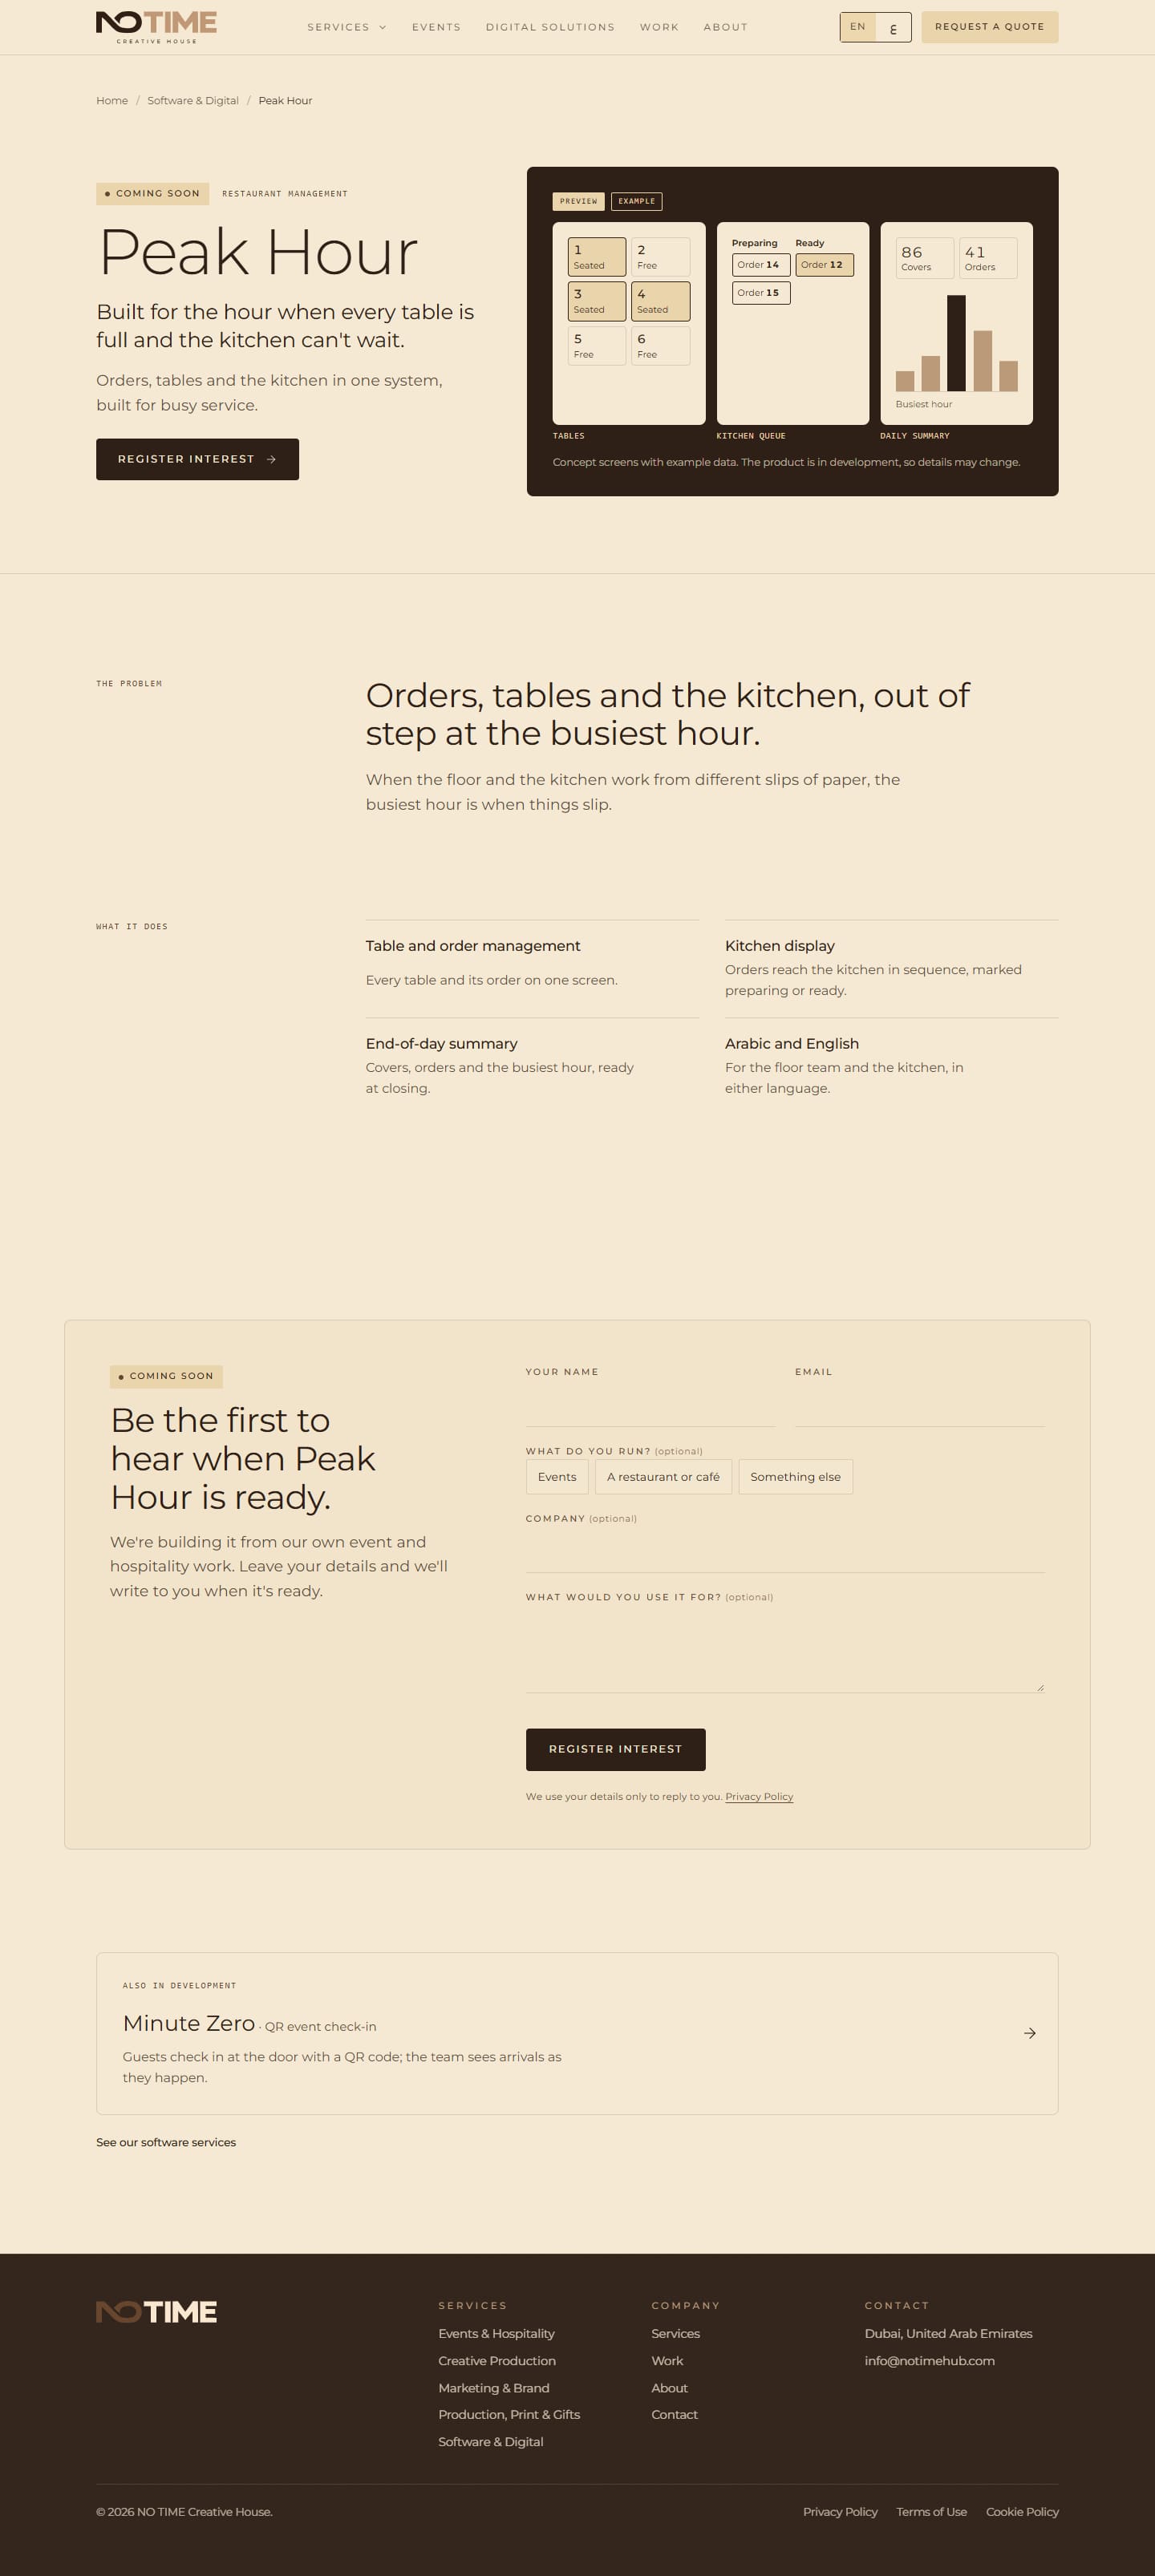 NOTIME
CREATIVE HOUSE
SERVICES
EVENTS
DIGITAL SOLUTIONS
WORK
ABOUT
EN
ع
REQUEST A QUOTE
Home / Software & Digital / Peak Hour
COMING SOON
RESTAURANT MANAGEMENT
Peak Hour
Built for the hour when every table is
full and the kitchen can't wait.
Orders, tables and the kitchen in one system,
built for busy service.
REGISTER INTEREST →
PREVIEW
EXAMPLE
1
Seated
2
Free
3
Seated
4
Seated
5
Free
6
Free
TABLES
Preparing
Ready
Order 14
Order 12
Order 15
KITCHEN QUEUE
86
Covers
41
Orders
Busiest hour
DAILY SUMMARY
Concept screens with example data. The product is in development, so details may change.
THE PROBLEM
Orders, tables and the kitchen, out of
step at the busiest hour.
When the floor and the kitchen work from different slips of paper, the
busiest hour is when things slip.
WHAT IT DOES
Table and order management
Every table and its order on one screen.
Kitchen display
Orders reach the kitchen in sequence, marked
preparing or ready.
End-of-day summary
Covers, orders and the busiest hour, ready
at closing.
Arabic and English
For the floor team and the kitchen, in
either language.
COMING SOON
Be the first to
hear when Peak
Hour is ready.
We're building it from our own event and
hospitality work. Leave your details and we'll
write to you when it's ready.
YOUR NAME
EMAIL
WHAT DO YOU RUN? (optional)
Events
A restaurant or café
Something else
COMPANY (optional)
WHAT WOULD YOU USE IT FOR? (optional)
REGISTER INTEREST
We use your details only to reply to you. Privacy Policy
ALSO IN DEVELOPMENT
Minute Zero · QR event check-in
Guests check in at the door with a QR code; the team sees arrivals as
they happen.
→
See our software services
NOTIME
SERVICES
Events & Hospitality
Creative Production
Marketing & Brand
Production, Print & Gifts
Software & Digital
COMPANY
Services
Work
About
Contact
CONTACT
Dubai, United Arab Emirates
info@notimehub.com
© 2026 NO TIME Creative House.
Privacy Policy
Terms of Use
Cookie Policy